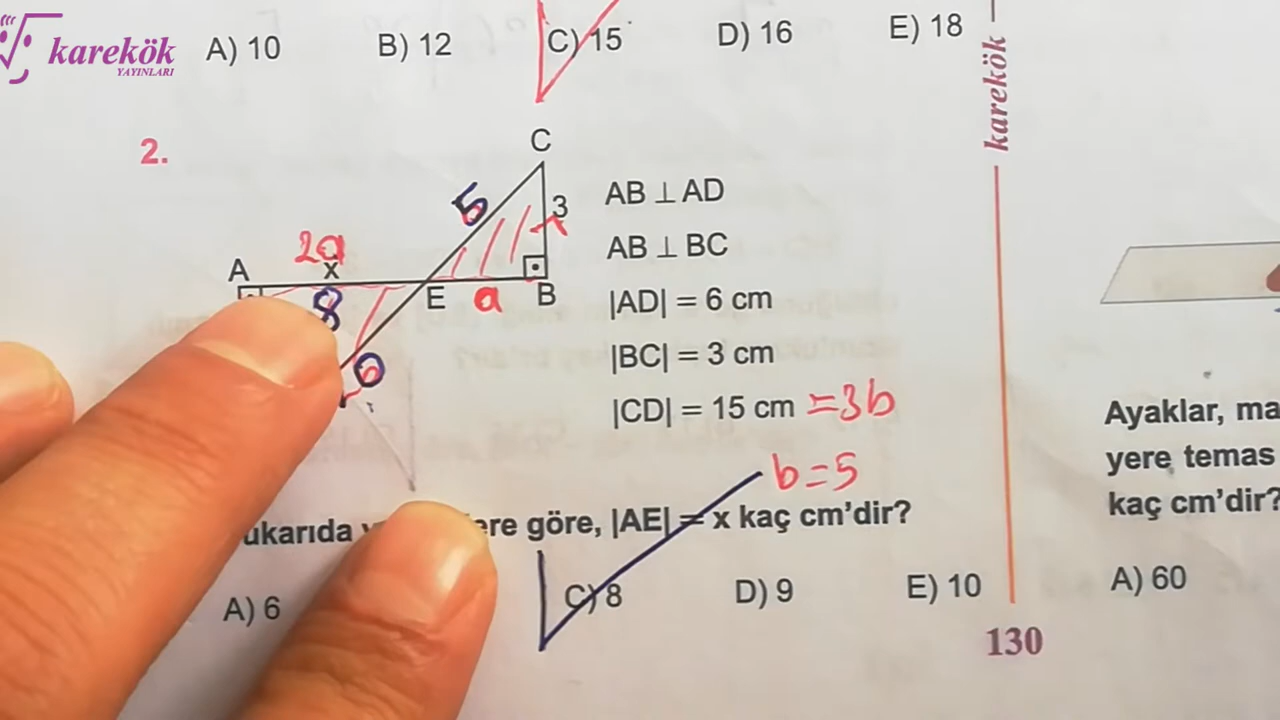 karekök
YAYINLARI
A) 10 B) 12 C) 15 D) 16 E) 18
karekök
2.
C
5
3
AB ⊥ AD
2a
x
AB ⊥ BC
A
8
E
a
B
|AD| = 6 cm
6
|BC| = 3 cm
|CD| = 15 cm =3b
b=5
ukarıda ere göre, |AE| = x kaç cm'dir?
A) 6 C) 8 D) 9 E) 10
130
Ayaklar, ma
yere temas
kaç cm'dir?
A) 60